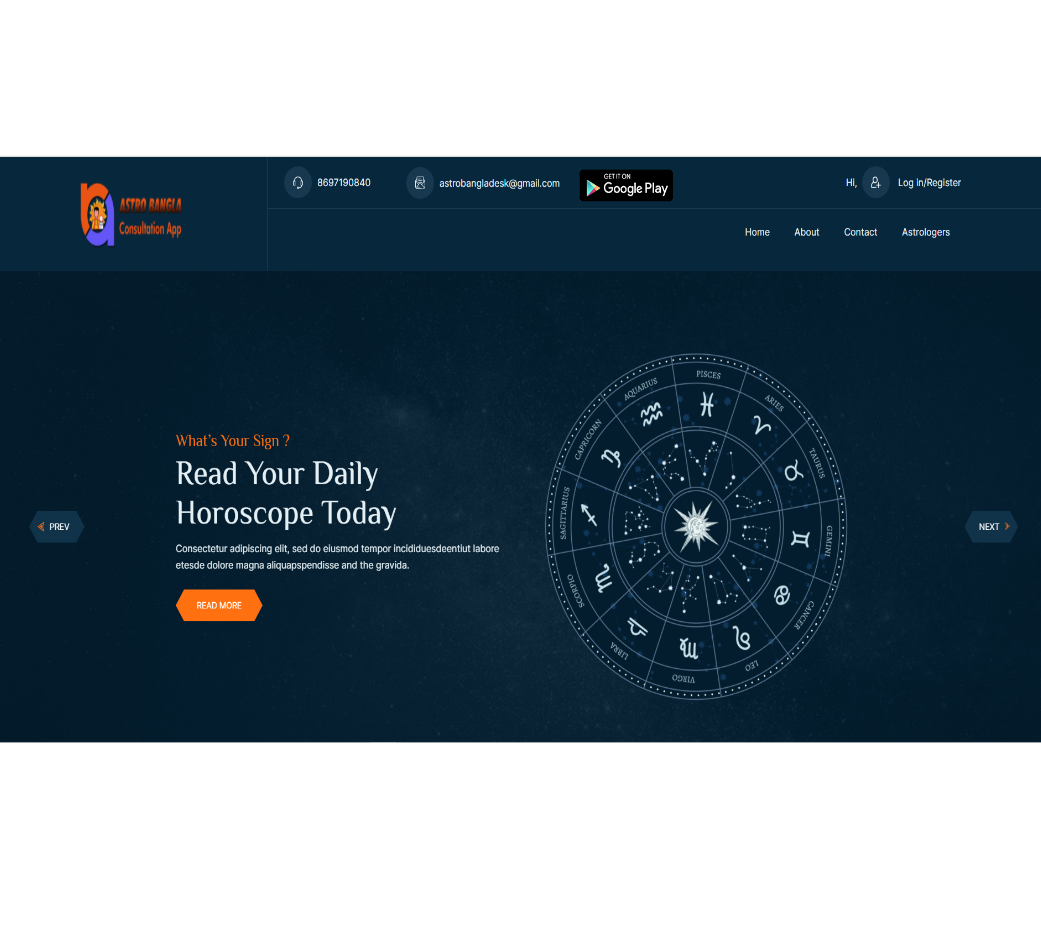 ASTRO BANGLA
Consultation App
8697190840
astrobangladesk@gmail.com
GET IT ON
Google Play
Hi,
Log in/Register
Home
About
Contact
Astrologers
What's Your Sign ?
Read Your Daily
Horoscope Today
Consectetur adipiscing elit, sed do eiusmod tempor incididuesdeentiut labore
etesde dolore magna aliquapspendisse and the gravida.
READ MORE
PREV
NEXT
PISCES
ARIES
TAURUS
GEMINI
CANCER
LEO
VIRGO
LIBRA
SCORPIO
SAGITTARIUS
CAPRICORN
AQUARIUS